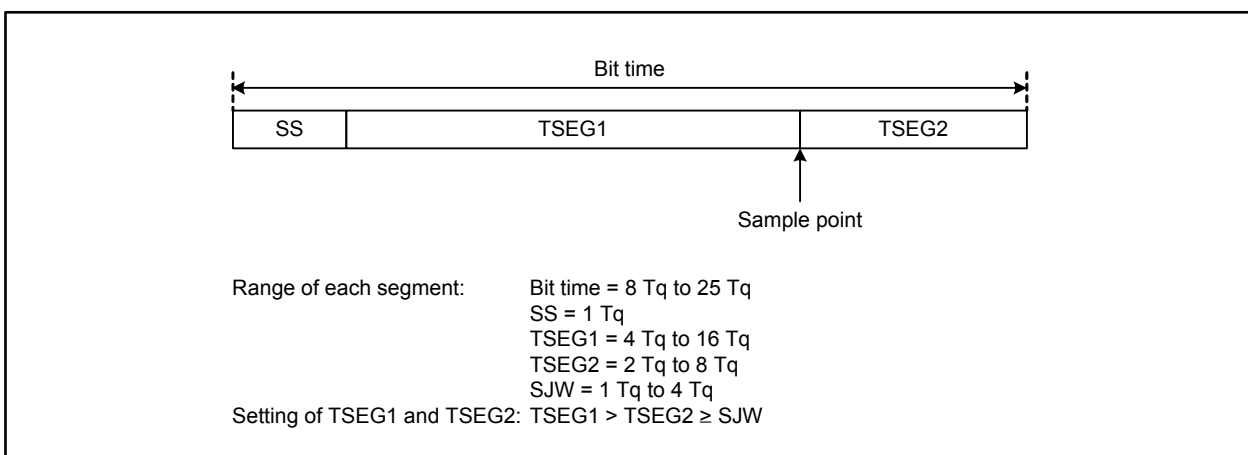 Bit time
SS TSEG1 TSEG2
Sample point
Range of each segment: Bit time = 8 Tq to 25 Tq
SS = 1 Tq
TSEG1 = 4 Tq to 16 Tq
TSEG2 = 2 Tq to 8 Tq
SJW = 1 Tq to 4 Tq
Setting of TSEG1 and TSEG2: TSEG1 > TSEG2 ≥ SJW